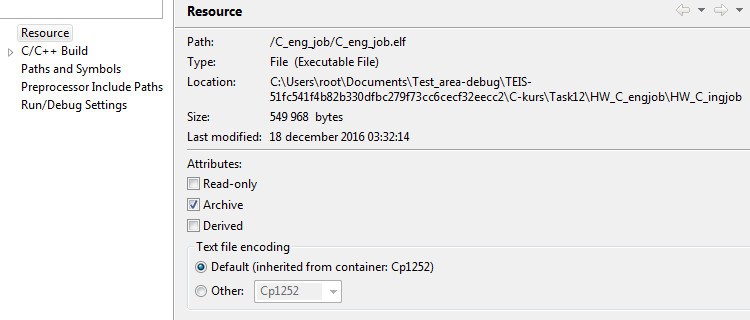 Resource
C/C++ Build
Paths and Symbols
Preprocessor Include Paths
Run/Debug Settings
Resource
Path: /C_eng_job/C_eng_job.elf
Type: File (Executable File)
Location: C:\Users\root\Documents\Test_area-debug\TEIS-
51fc541f4b82b330dfbc279f73cc6cecf32eecc2\C-kurs\Task12\HW_C_engjob\HW_C_ingjob
Size: 549 968 bytes
Last modified: 18 december 2016 03:32:14
Attributes:
Read-only
Archive
Derived
Text file encoding
Default (inherited from container: Cp1252)
Other: Cp1252